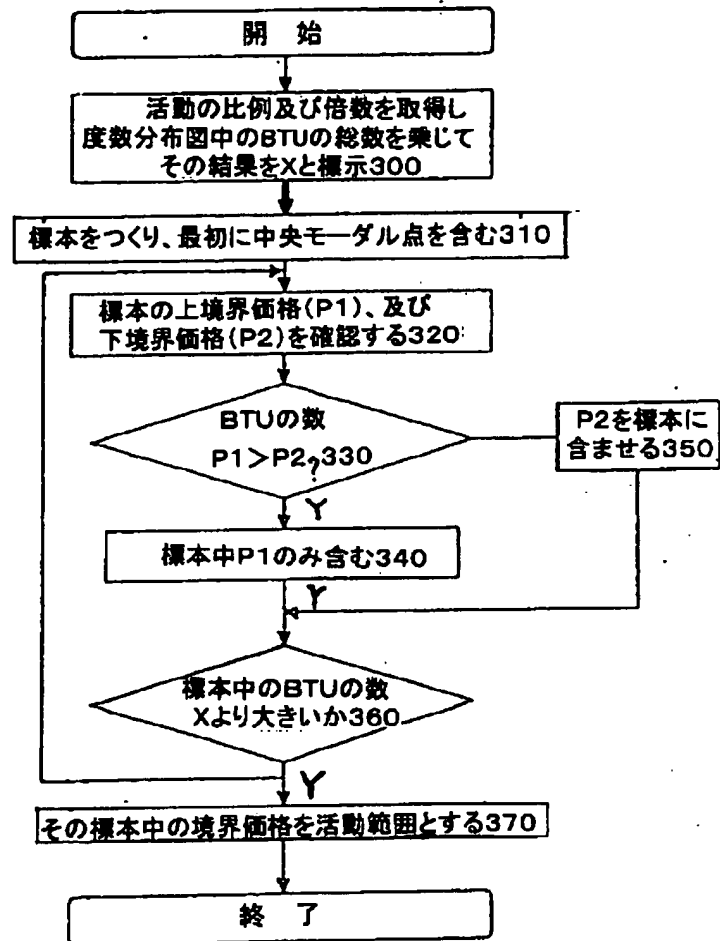 開 始
活動の比例及び倍数を取得し
度数分布図中のBTUの総数を乗じて
その結果をXと標示300
標本をつくり、最初に中央モーダル点を含む310
標本の上境界価格(P1)、及び
下境界価格(P2)を確認する320
BTUの数
P1>P2?330
P2を標本に
含ませる350
Y
標本中P1のみ含む340
Y
標本中のBTUの数
Xより大きいか360
Y
その標本中の境界価格を活動範囲とする370
終 了